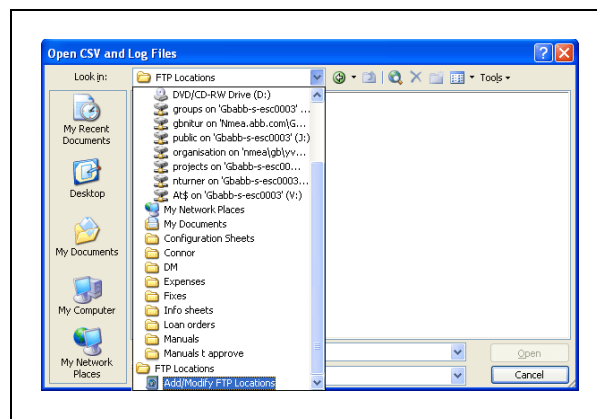 Open CSV and Log Files
Look in:
FTP Locations
Tools
My Recent
Documents
Desktop
My Documents
My Computer
My Network
Places
DVD/CD-RW Drive (D:)
groups on 'Gbabb-s-esc0003' ...
gbnitur on 'Nmea.abb.com\G...
public on 'Gbabb-s-esc0003' (J:)
organisation on 'nmea\gb\yv...
projects on 'Gbabb-s-esc00...
nturner on 'Gbabb-s-esc0003...
At$ on 'Gbabb-s-esc0003' (V:)
My Network Places
My Documents
Configuration Sheets
Connor
DM
Expenses
Fixes
Info sheets
Loan orders
Manuals
Manuals t approve
FTP Locations
Add/Modify FTP Locations
Open
Cancel